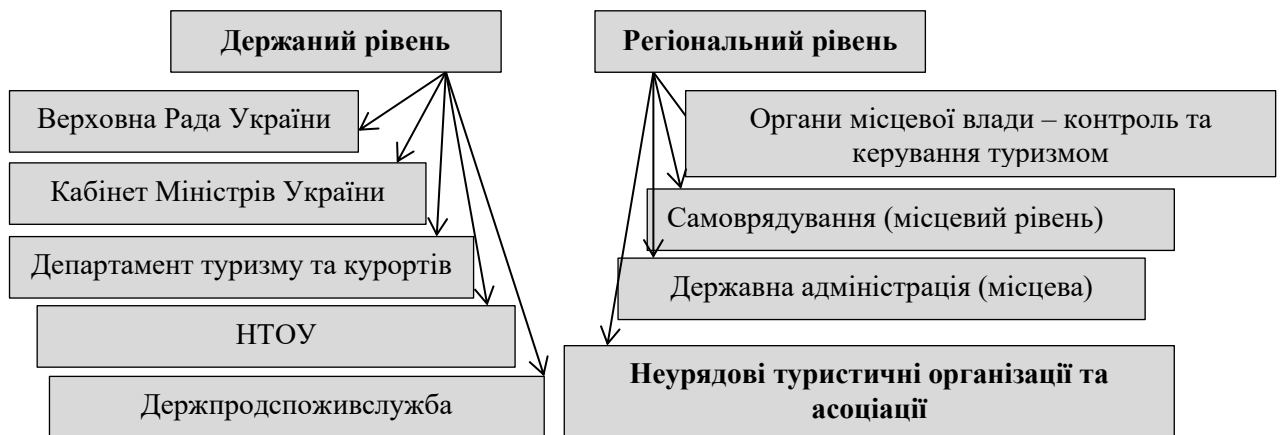 Держаний рівень
Верховна Рада України
Кабінет Міністрів України
Департамент туризму та курортів
НТОУ
Держпродспоживслужба
Регіональний рівень
Органи місцевої влади – контроль та
керування туризмом
Самоврядування (місцевий рівень)
Державна адміністрація (місцева)
Неурядові туристичні організації та
асоціації